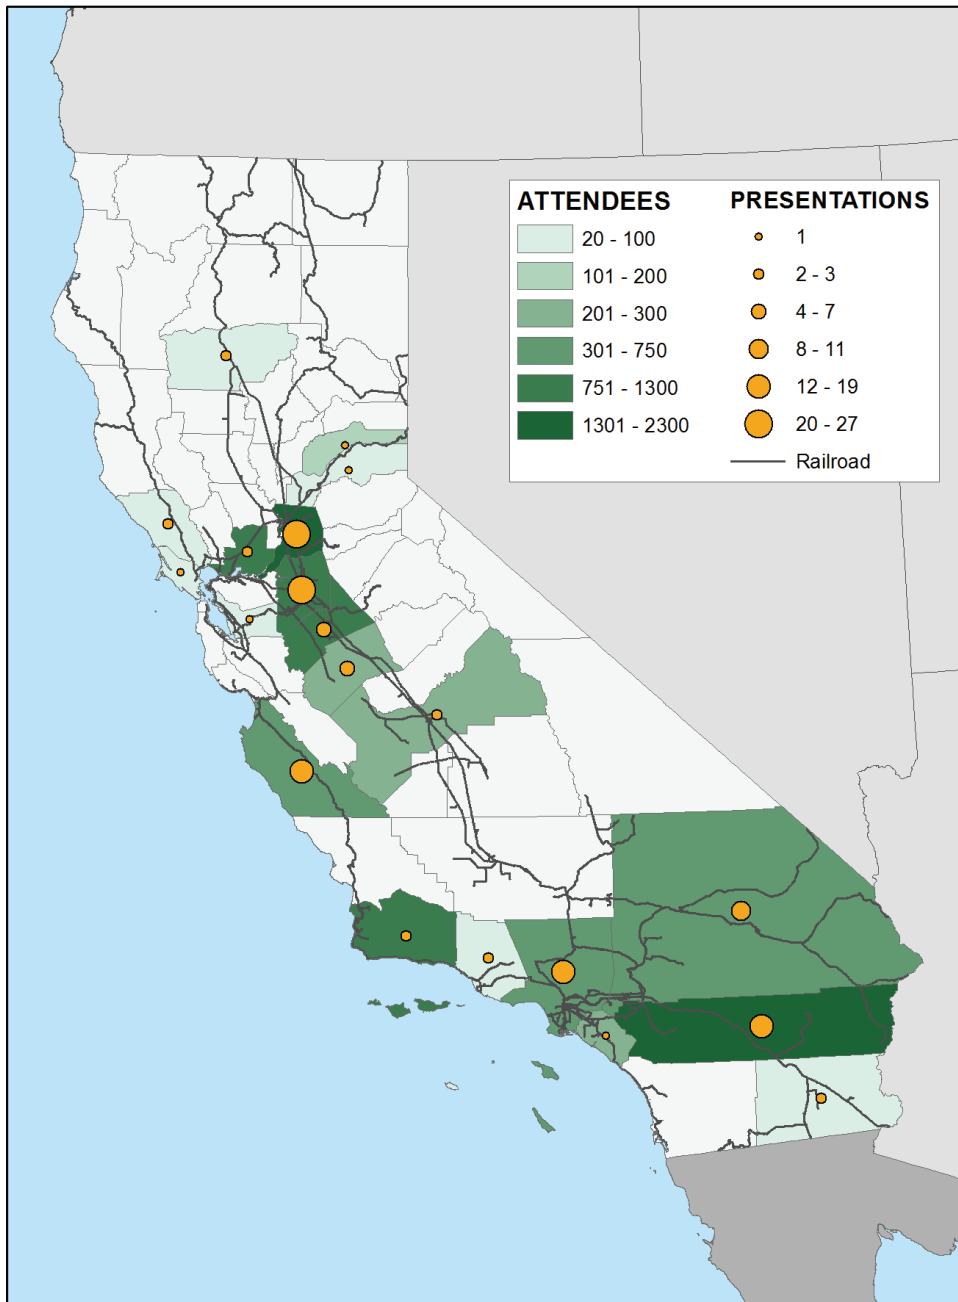 ATTENDEES
20 - 100
101 - 200
201 - 300
301 - 750
751 - 1300
1301 - 2300
PRESENTATIONS
1
2 - 3
4 - 7
8 - 11
12 - 19
20 - 27
Railroad